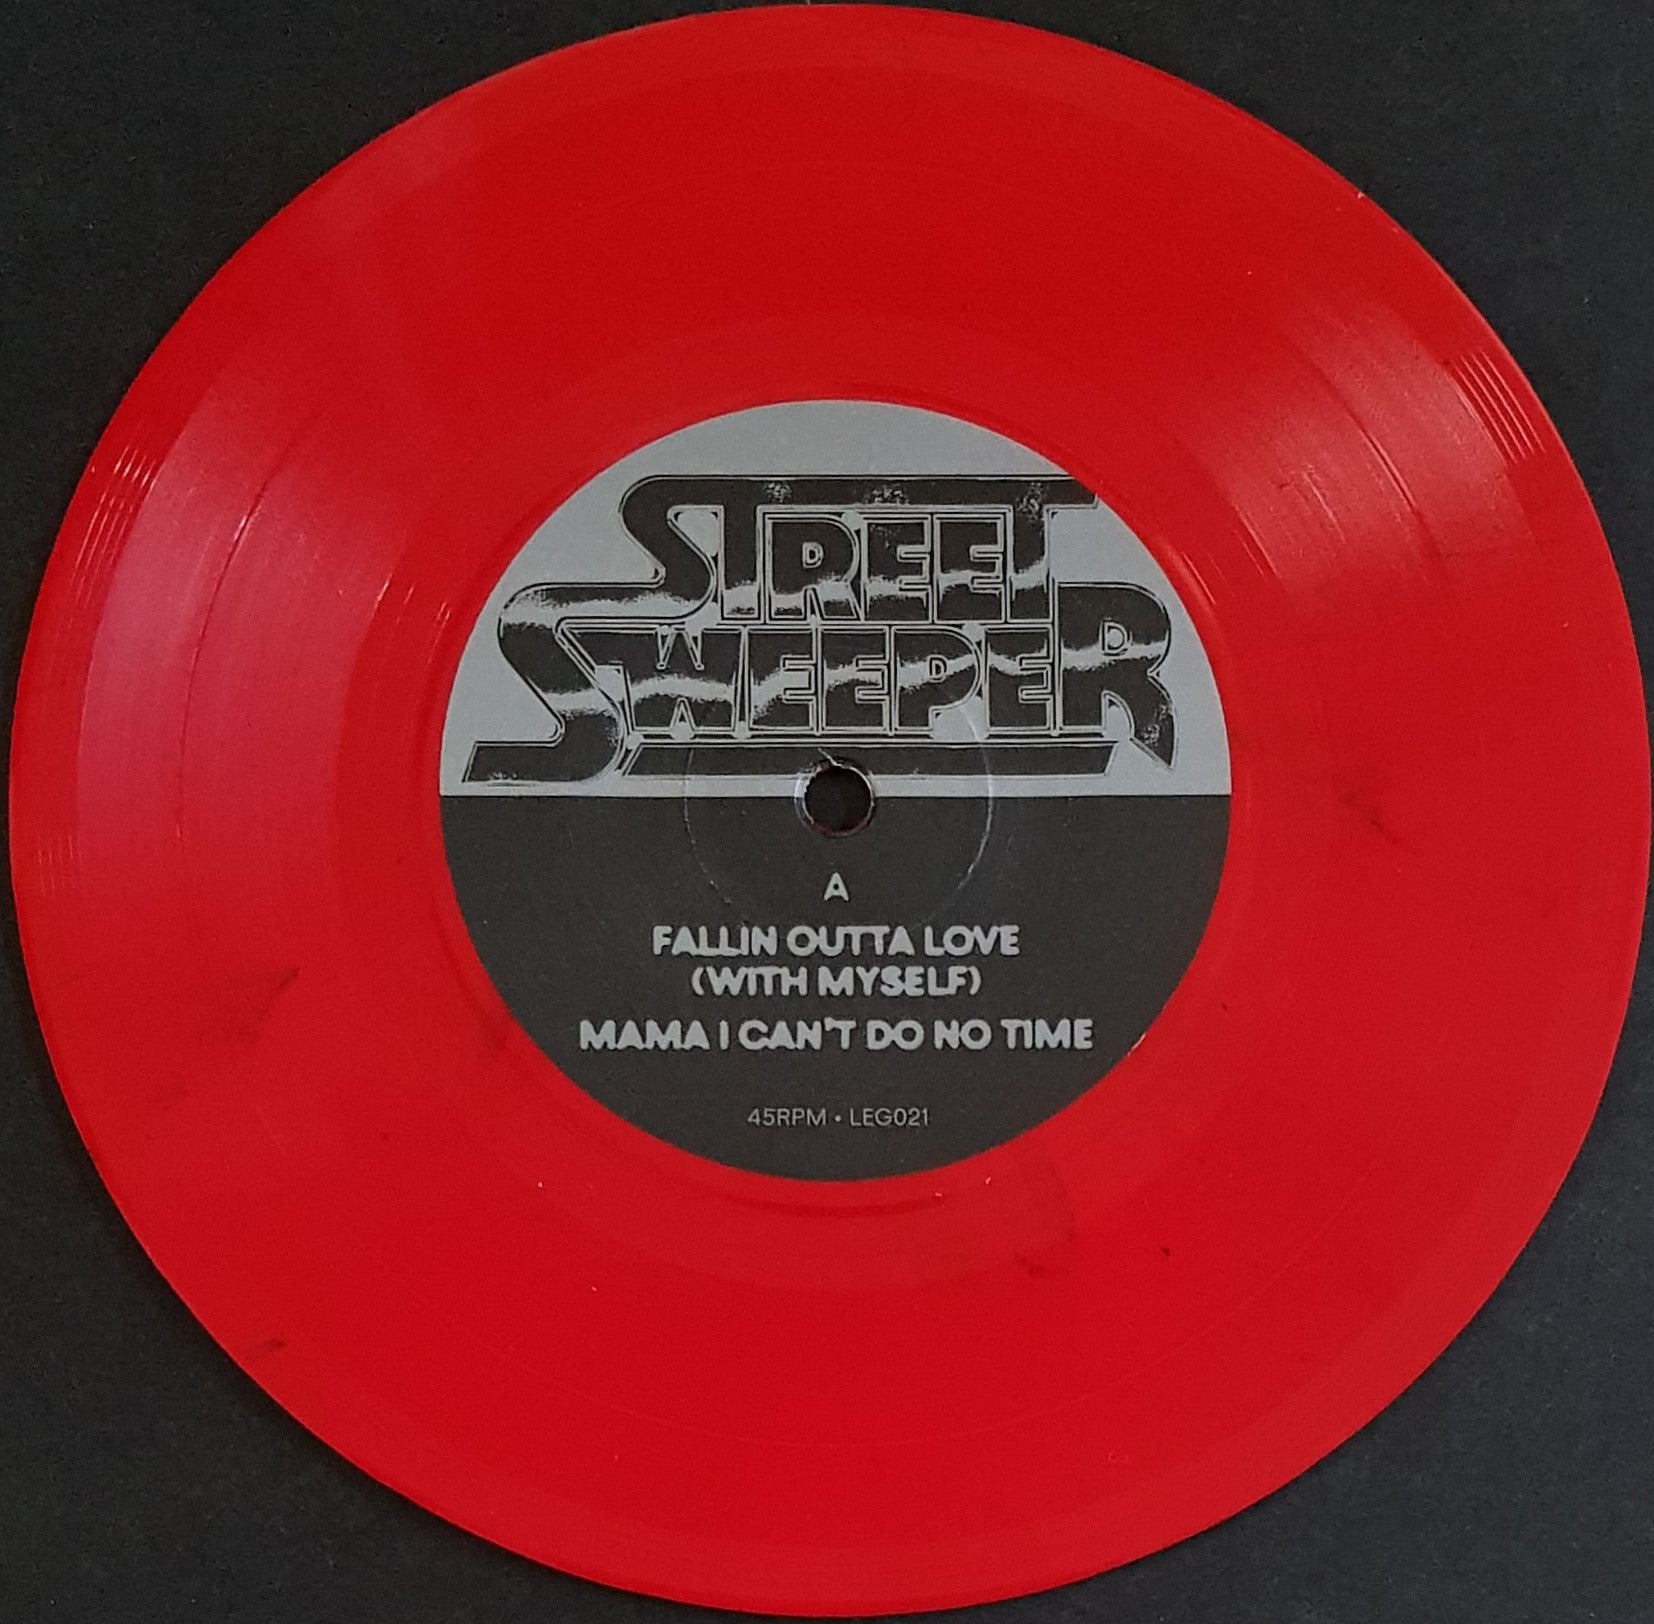 STREET
SWEEPER
A
FALLIN OUTTA LOVE
(WITH MYSELF)
MAMA I CAN'T DO NO TIME
45RPM • LEG021